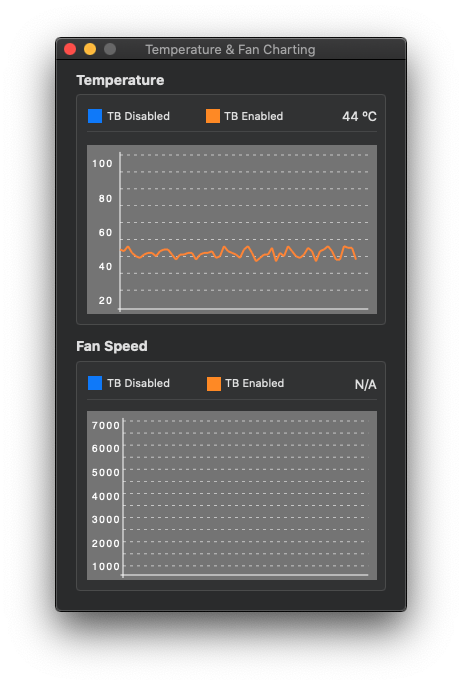 Temperature & Fan Charting
Temperature
TB Disabled TB Enabled 44 ºC
100
80
60
40
20
Fan Speed
TB Disabled TB Enabled N/A
7000
6000
5000
4000
3000
2000
1000